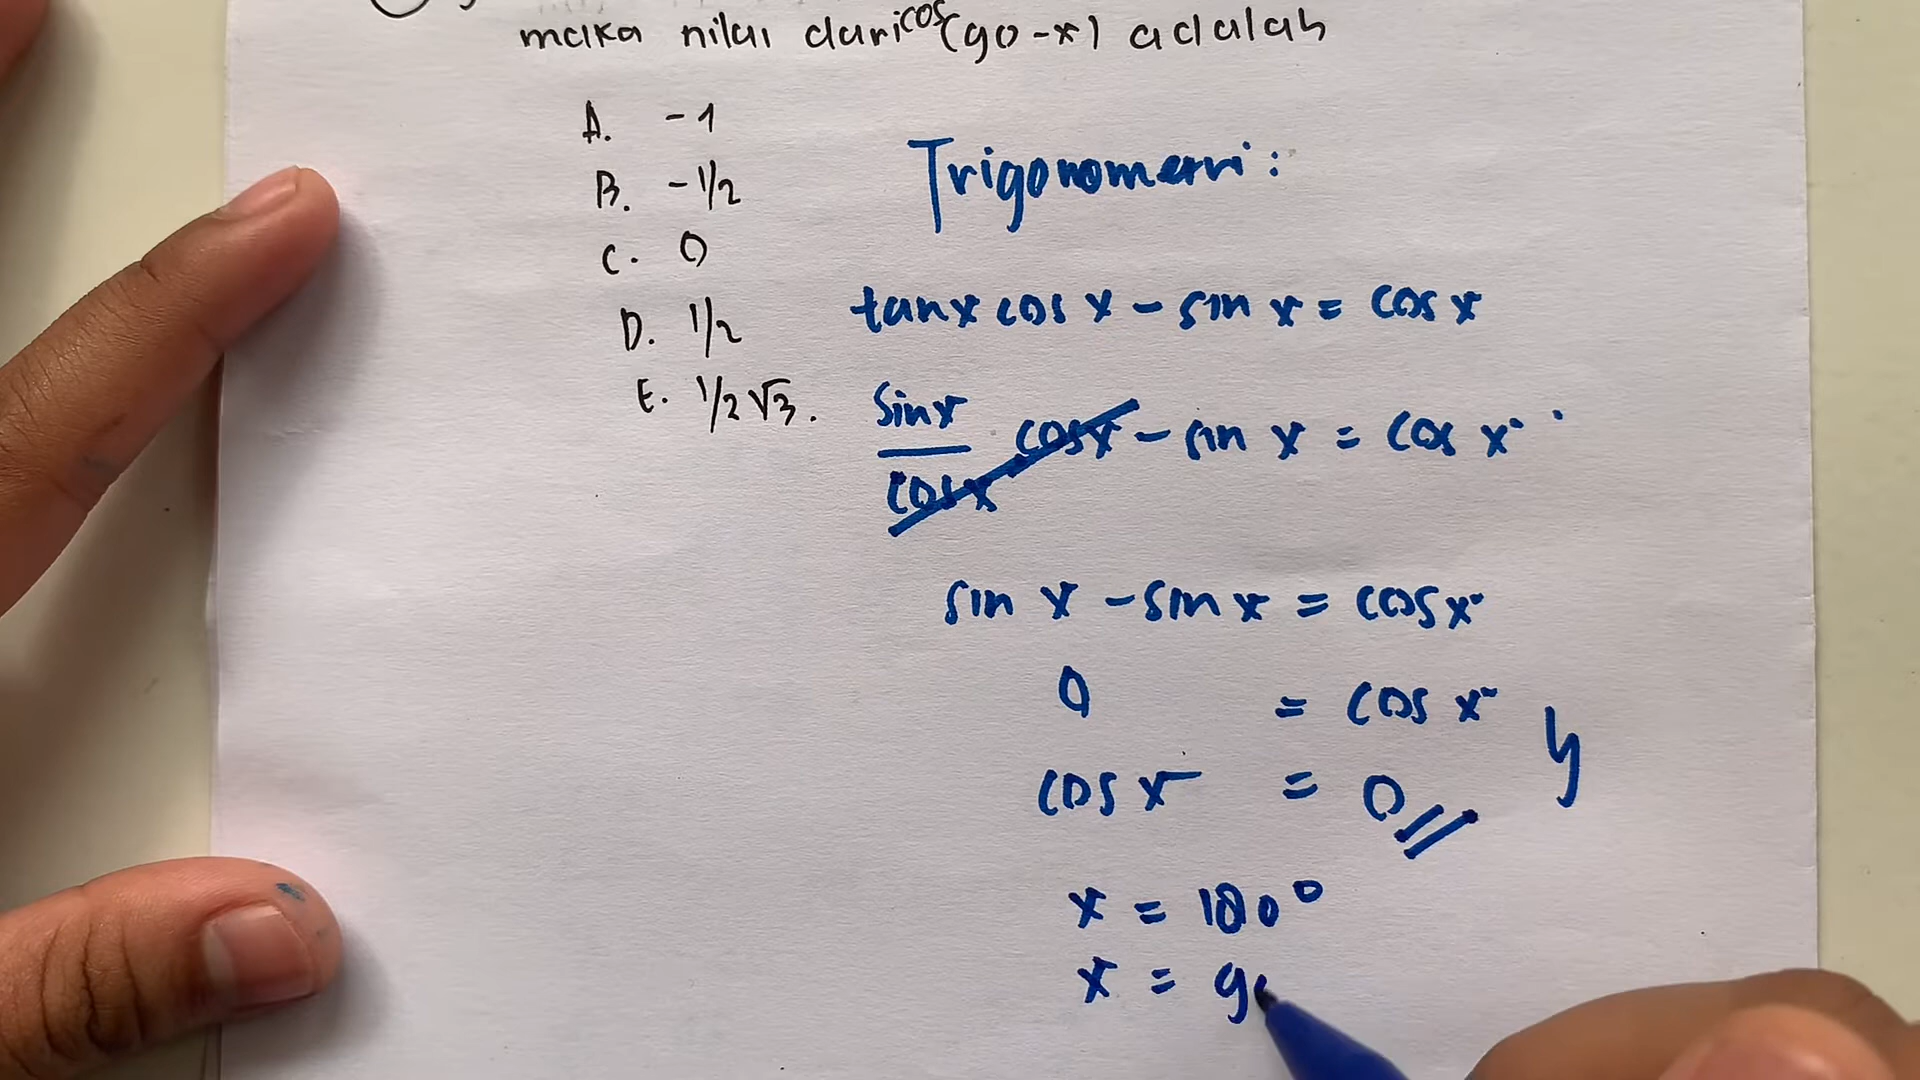 maka nilai dari cos (90-x) adalah
A. -1
B. -1/2
C. 0
D. 1/2
E. 1/2 √3.
Trigonometri:
tan x cos x - sin x = cos x
sin x / cos x . cos x - sin x = cos x
sin x - sin x = cos x
0 = cos x
cos x = 0
x = 180°
x = 90